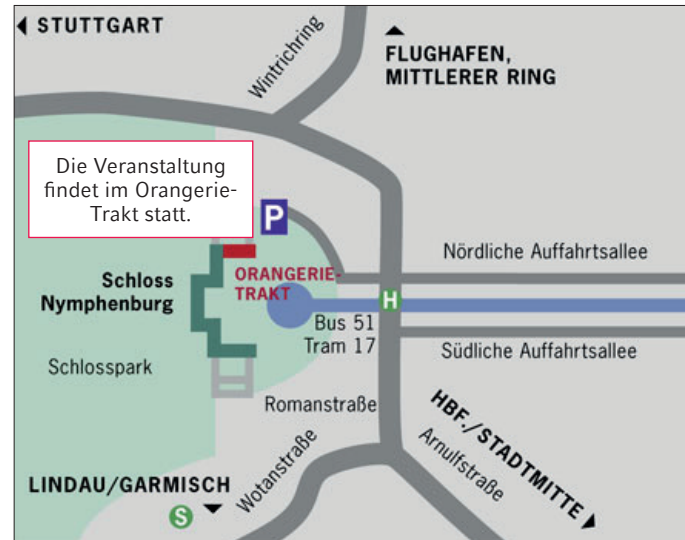 STUTTGART
Wintrichring
FLUGHAFEN,
MITTLERER RING
Die Veranstaltung
findet im Orangerie-
Trakt statt.
P
Nördliche Auffahrtsallee
ORANGERIE-
TRAKT
Schloss
Nymphenburg
H
Bus 51
Tram 17
Südliche Auffahrtsallee
Schlosspark
Romanstraße
HBF./STADTMITTE
Arnulfstraße
Wotanstraße
LINDAU/GARMISCH
S